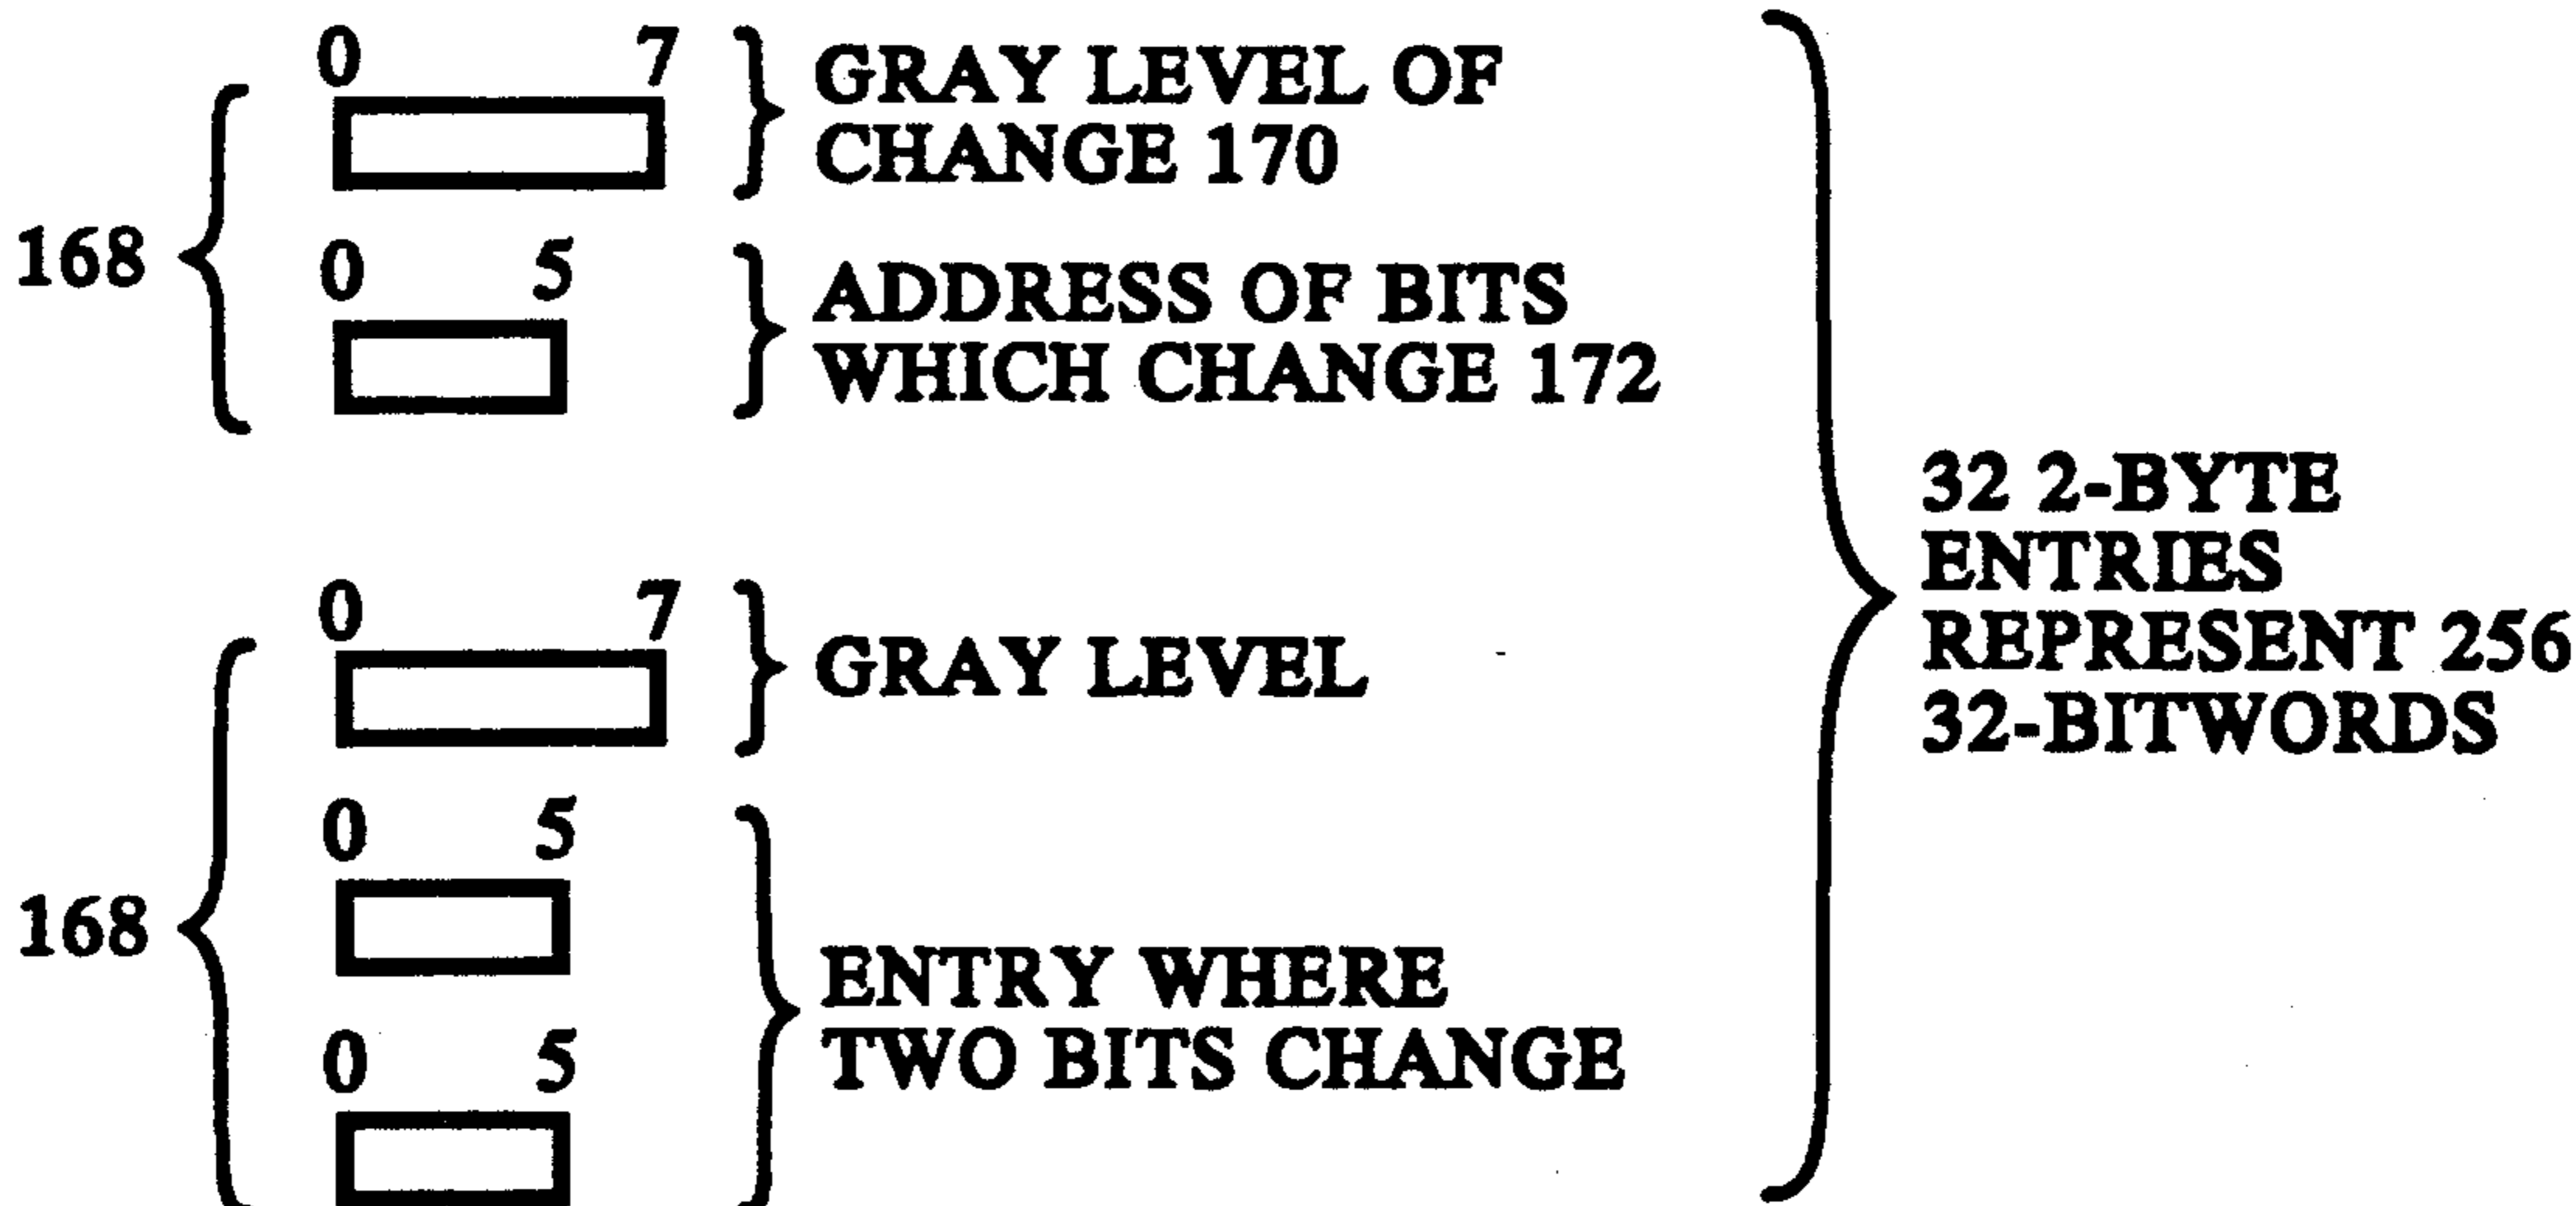 0 7
GRAY LEVEL OF
CHANGE 170
168
0 5
ADDRESS OF BITS
WHICH CHANGE 172
32 2-BYTE
ENTRIES
REPRESENT 256
32-BITWORDS
0 7
GRAY LEVEL
168
0 5
ENTRY WHERE
TWO BITS CHANGE
0 5